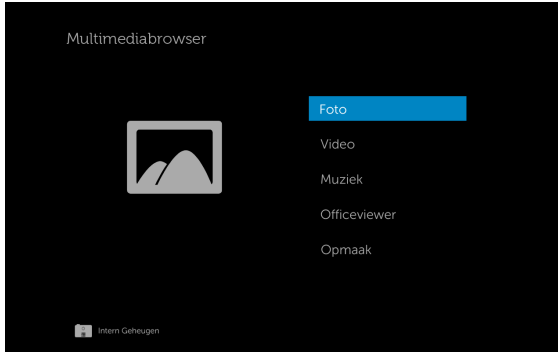 Multimediabrowser
Foto
Video
Muziek
Officeviewer
Opmaak
Intern Geheugen